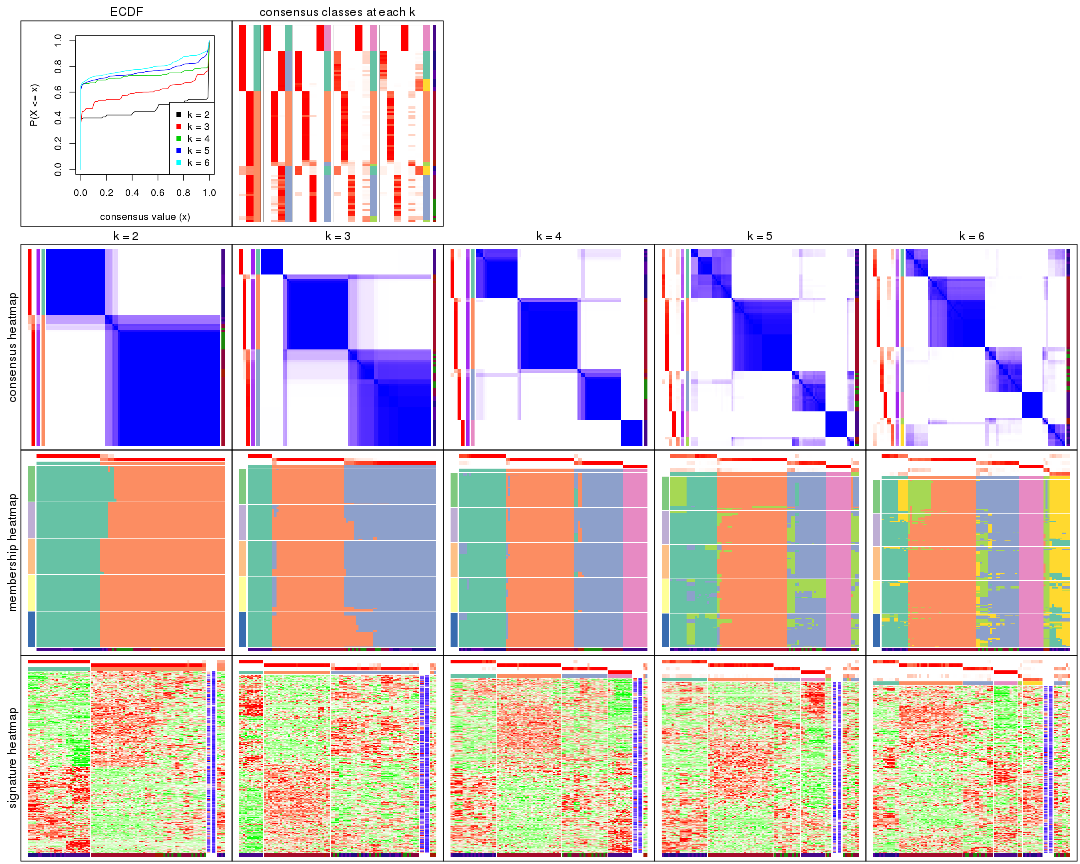 ECDF
consensus classes at each k
P(X <= x)
0.0 0.2 0.4 0.6 0.8 1.0
k = 2
k = 3
k = 4
k = 5
k = 6
0.0 0.2 0.4 0.6 0.8 1.0
consensus value (x)
k = 2
k = 3
k = 4
k = 5
k = 6
consensus heatmap
membership heatmap
signature heatmap